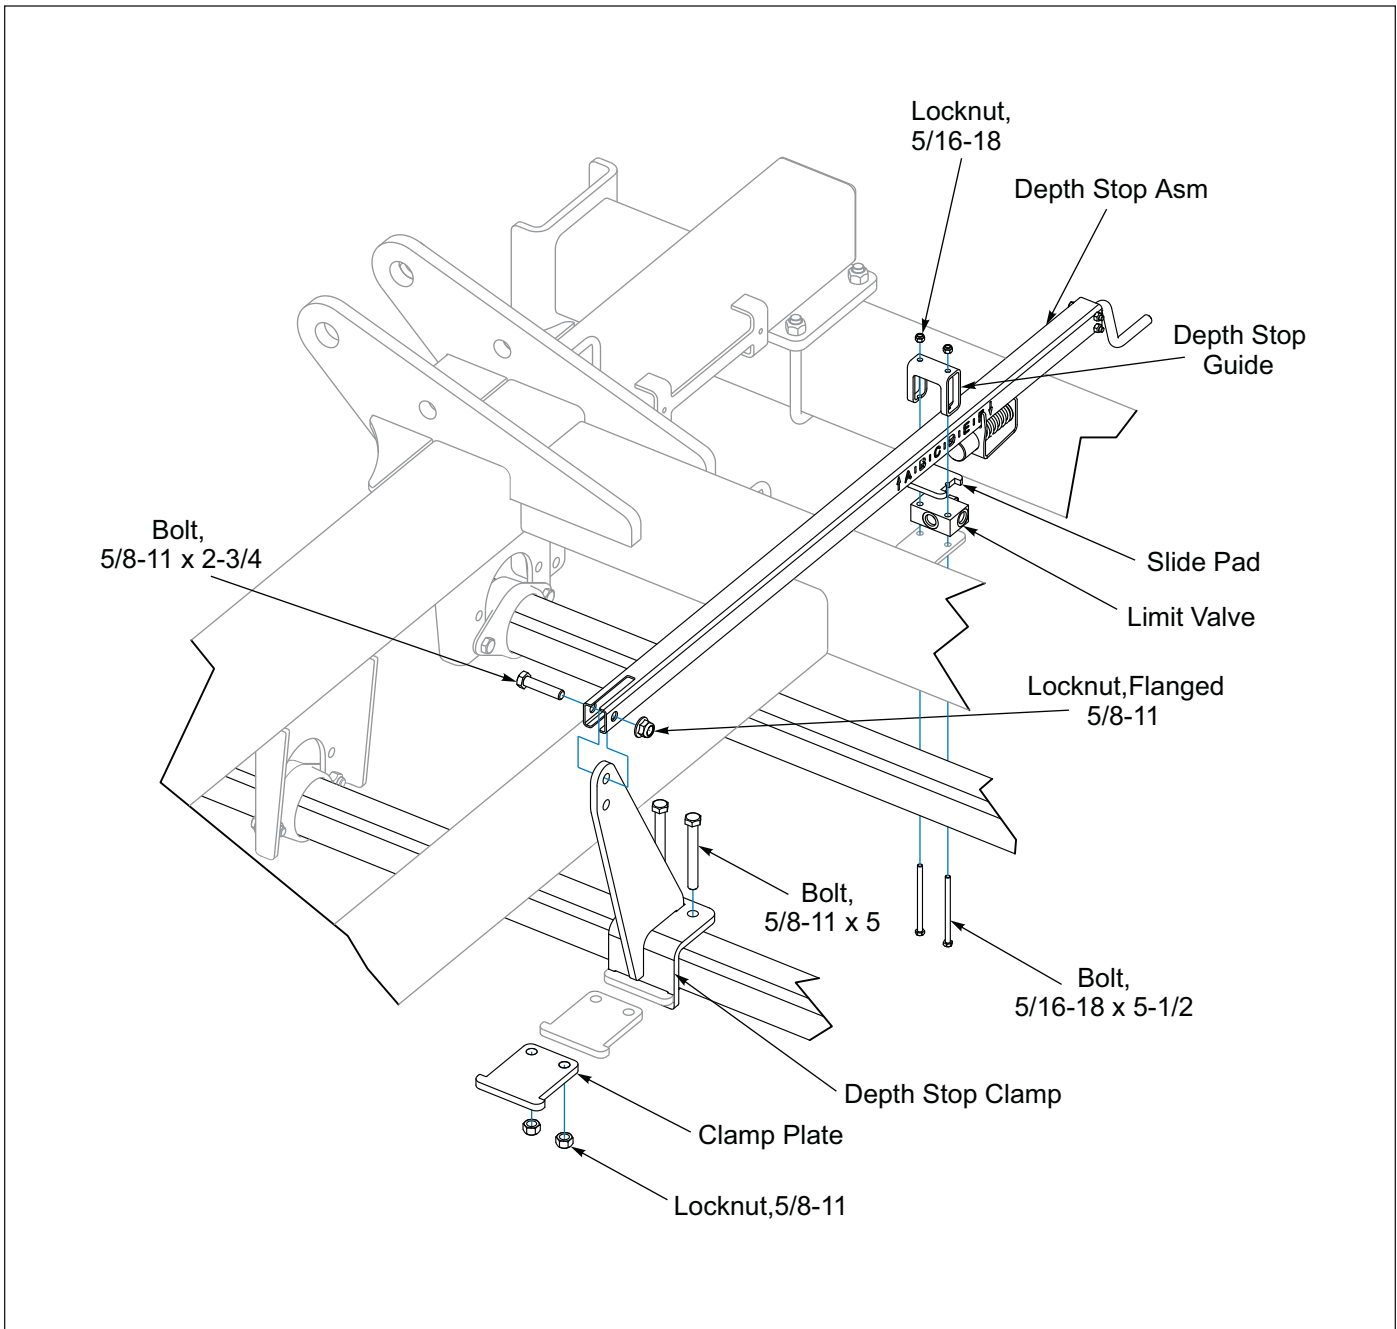 Locknut,
5/16-18
Depth Stop Asm
Depth Stop
Guide
A B C D E F
Slide Pad
Limit Valve
Bolt,
5/8-11 x 2-3/4
Locknut,Flanged
5/8-11
Bolt,
5/8-11 x 5
Bolt,
5/16-18 x 5-1/2
Depth Stop Clamp
Clamp Plate
Locknut,5/8-11